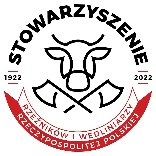 STOWARZYSZENIE
1922 2022
RZEŹNIKÓW I WĘDLINIARZY
RZECZYPOSPOLITEJ POLSKIEJ